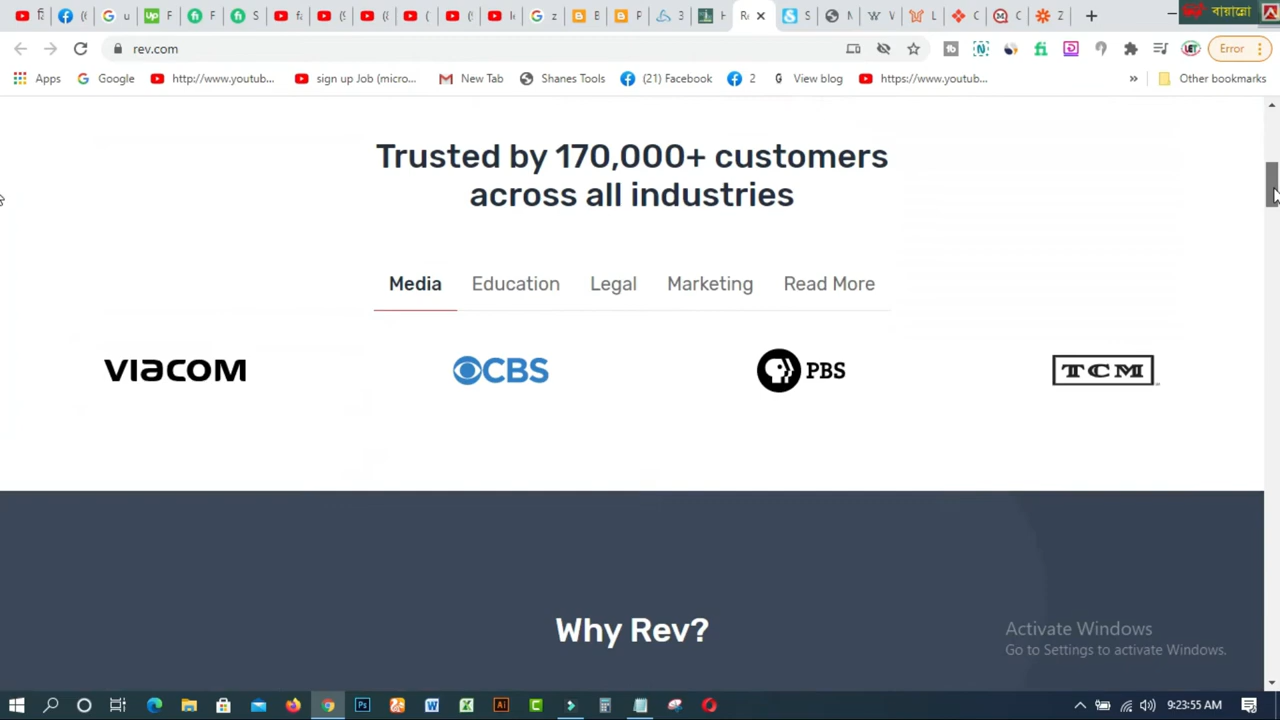 rev.com
Error
Apps
Google
http://www.youtub...
sign up Job (micro...
New Tab
Shanes Tools
(21) Facebook
2
View blog
https://www.youtub...
»
Other bookmarks
বায়ান্নো
Trusted by 170,000+ customers
across all industries
Media
Education
Legal
Marketing
Read More
VIACOM
CBS
PBS
TCM
Why Rev?
Activate Windows
Go to Settings to activate Windows.
9:23:55 AM